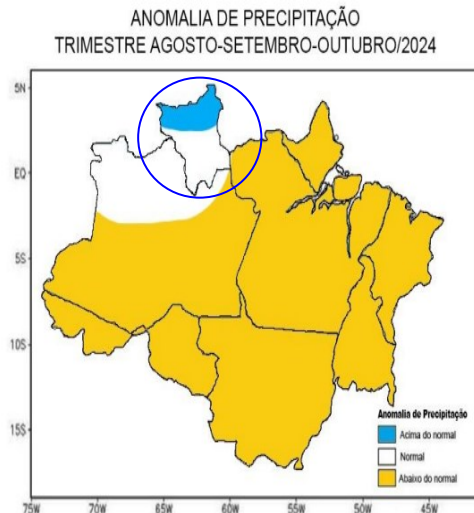 ANOMALIA DE PRECIPITAÇÃO
TRIMESTRE AGOSTO-SETEMBRO-OUTUBRO/2024
5N
EQ
5S
10S
15S
75W 70W 65W 60W 55W 50W 45W
Anomalia de Precipitação
Acima do normal
Normal
Abaixo do normal